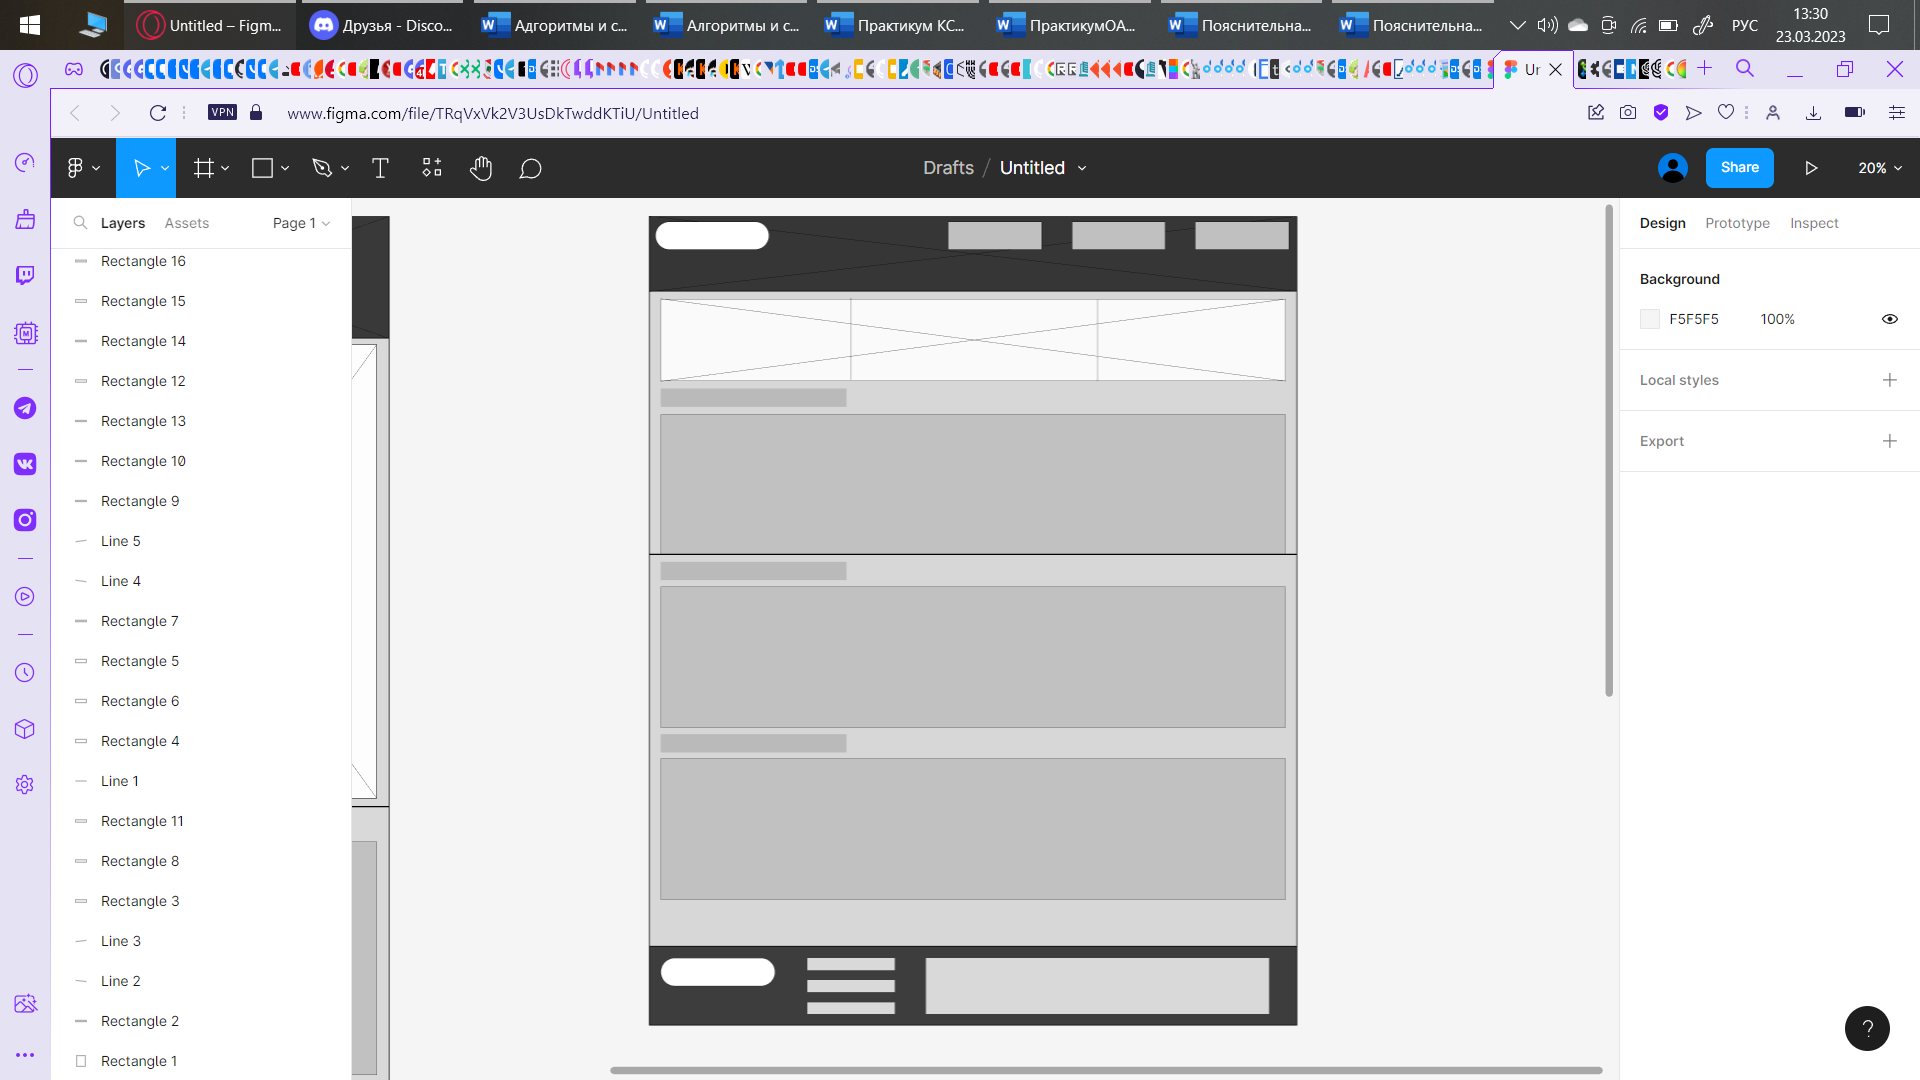 Untitled – Figm...
Друзья - Disco...
Адгоритмы и с...
Алгоритмы и с...
Практикум КС...
ПрактикумОА...
Пояснительна...
Пояснительна...
РУС
13:30
23.03.2023
Ur
VPN
www.figma.com/file/TRqVxVk2V3UsDkTwddKTiU/Untitled
Drafts / Untitled
Share
20%
Layers
Assets
Page 1
Design
Prototype
Inspect
Rectangle 16
Rectangle 15
Rectangle 14
Rectangle 12
Rectangle 13
Rectangle 10
Rectangle 9
Line 5
Line 4
Rectangle 7
Rectangle 5
Rectangle 6
Rectangle 4
Line 1
Rectangle 11
Rectangle 8
Rectangle 3
Line 3
Line 2
Rectangle 2
Rectangle 1
Background
F5F5F5
100%
Local styles
Export
?